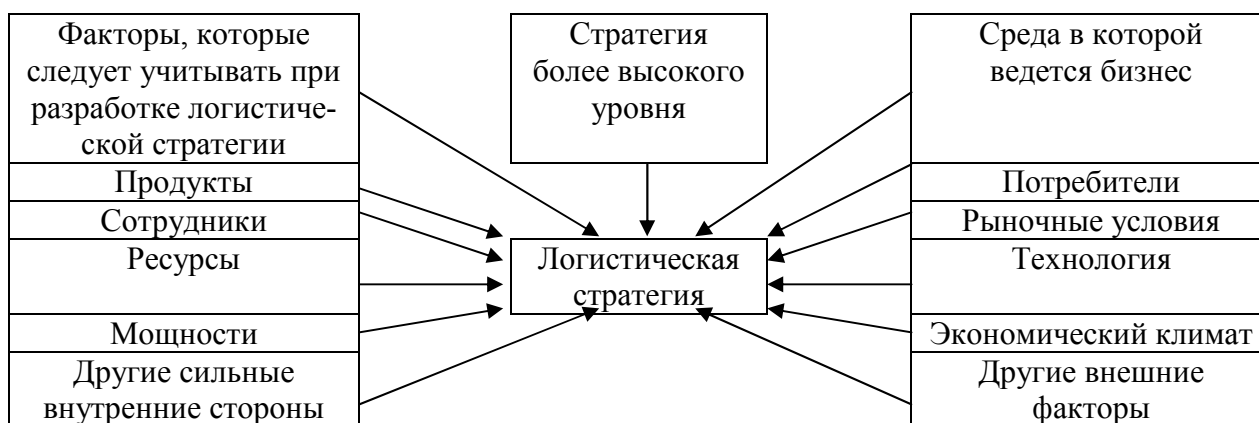 Факторы, которые
следует учитывать при
разработке логистиче-
ской стратегии
Продукты
Сотрудники
Ресурсы
Мощности
Другие сильные
внутренние стороны
Стратегия
более высокого
уровня
Логистическая
стратегия
Среда в которой
ведется бизнес
Потребители
Рыночные условия
Технология
Экономический климат
Другие внешние
факторы